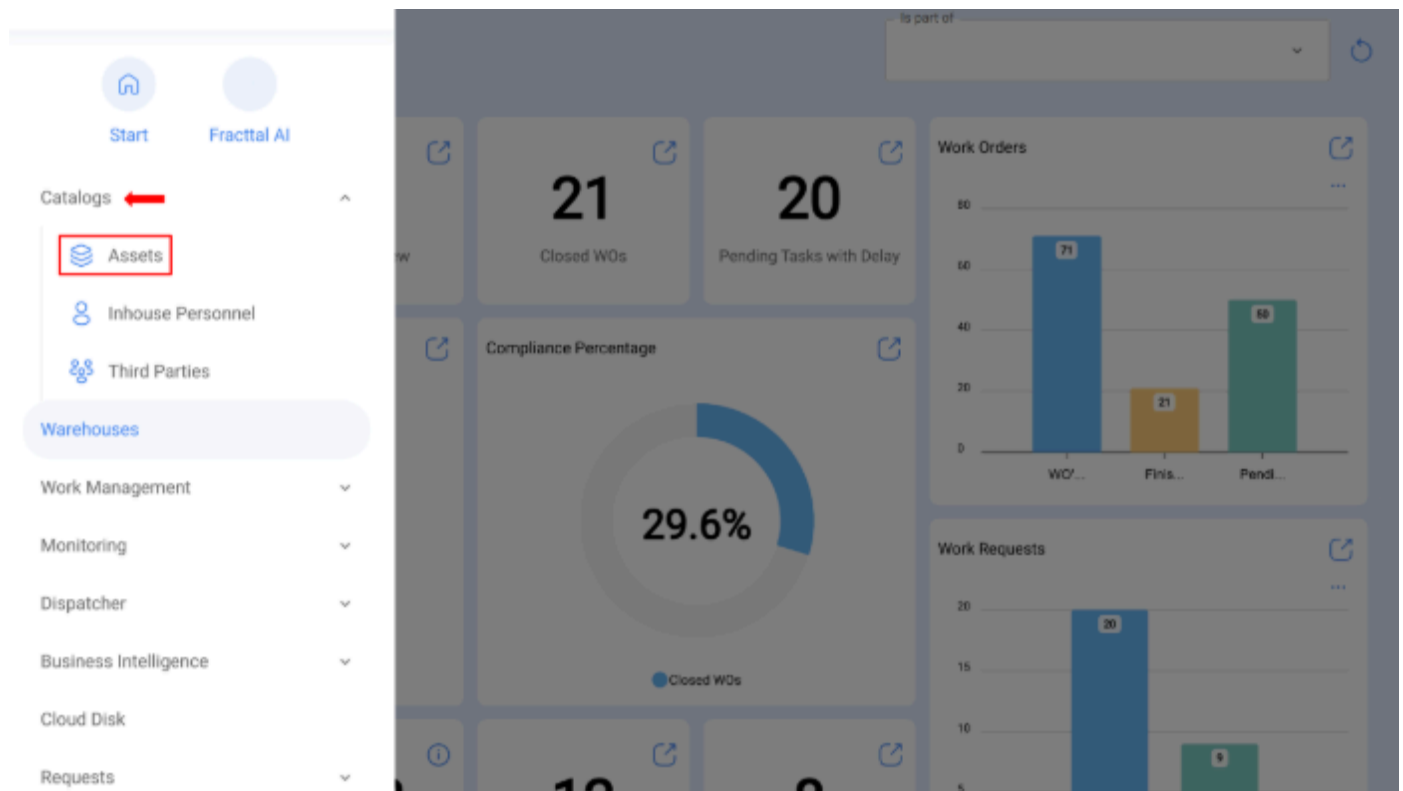 Is part of
Start
Fracttal AI
Catalogs
Assets
Inhouse Personnel
Third Parties
Warehouses
Work Management
Monitoring
Dispatcher
Business Intelligence
Cloud Disk
Requests
21
Closed WOs
20
Pending Tasks with Delay
Compliance Percentage
29.6%
Closed WOs
Work Orders
...
80
60
40
20
0
71
21
50
WO'...
Finis...
Pendi...
Work Requests
...
20
15
10
5
20
9